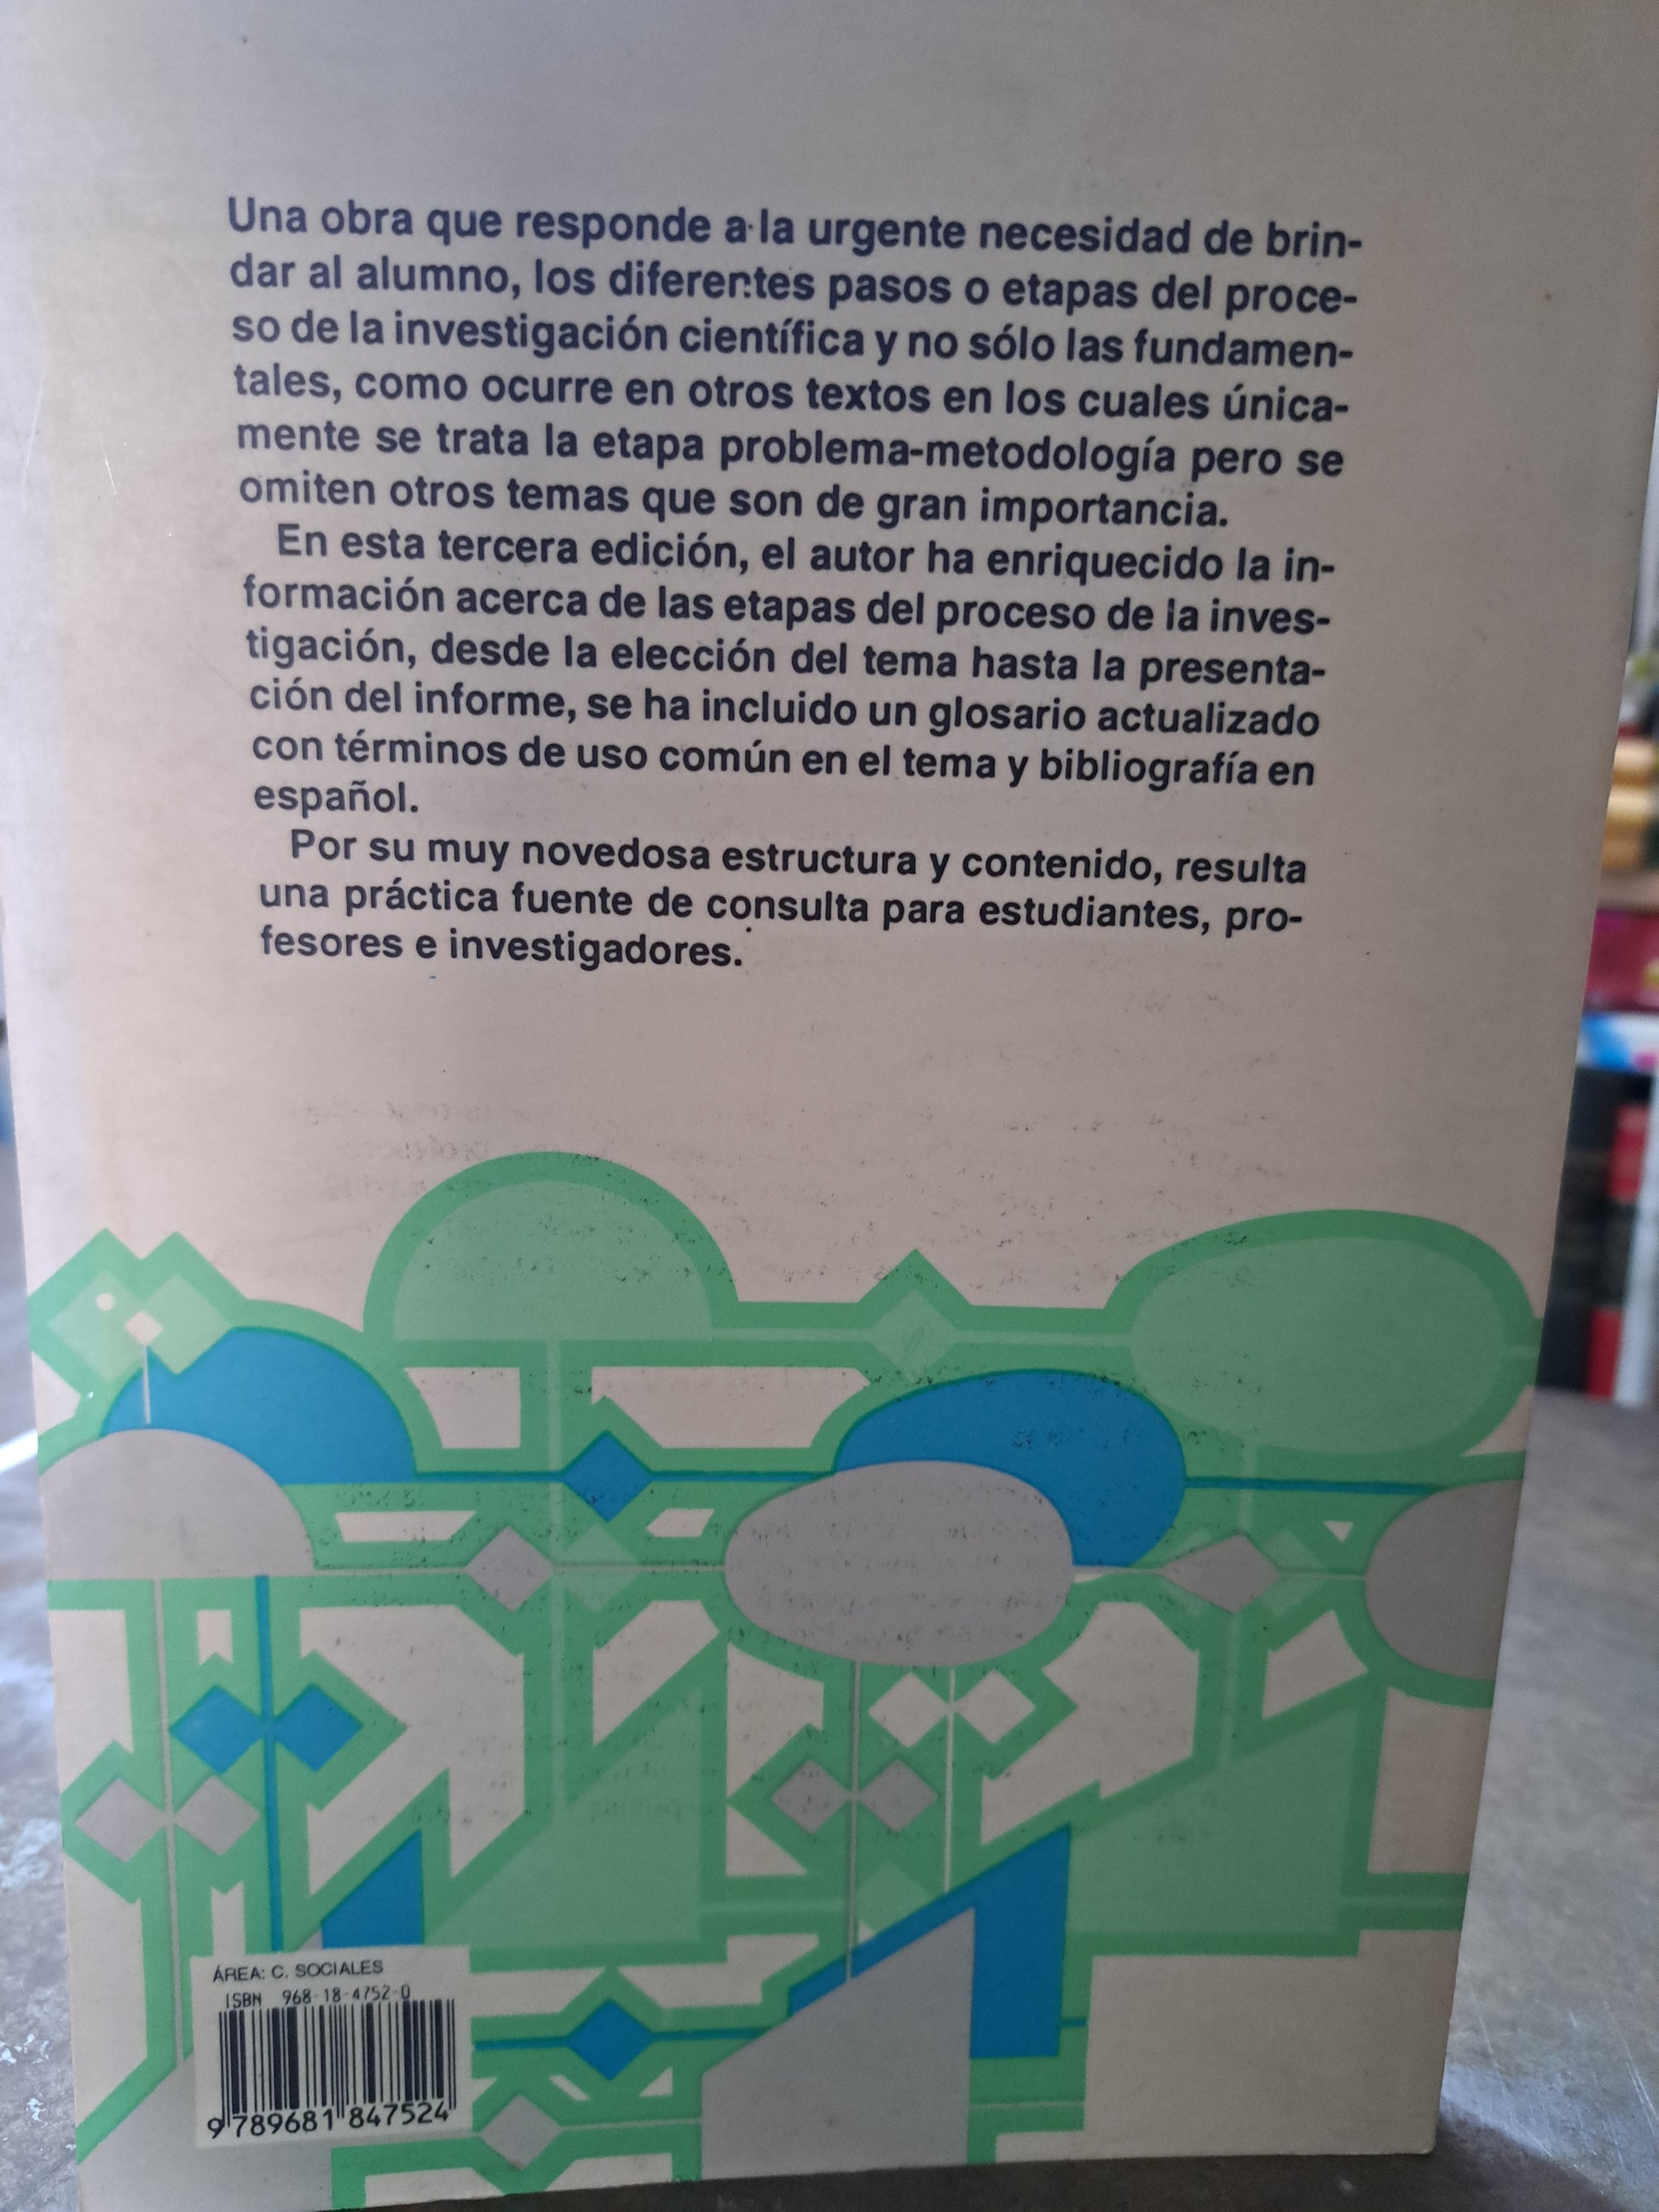 Una obra que responde a la urgente necesidad de brin-
dar al alumno, los diferentes pasos o etapas del proce-
so de la investigación científica y no sólo las fundamen-
tales, como ocurre en otros textos en los cuales única-
mente se trata la etapa problema-metodología pero se
omiten otros temas que son de gran importancia.
En esta tercera edición, el autor ha enriquecido la in-
formación acerca de las etapas del proceso de la inves-
tigación, desde la elección del tema hasta la presenta-
ción del informe, se ha incluido un glosario actualizado
con términos de uso común en el tema y bibliografía en
español.
Por su muy novedosa estructura y contenido, resulta
una práctica fuente de consulta para estudiantes, pro-
fesores e investigadores.
ÁREA: C. SOCIALES
ISBN 968-18-4752-0
9 789681 847524